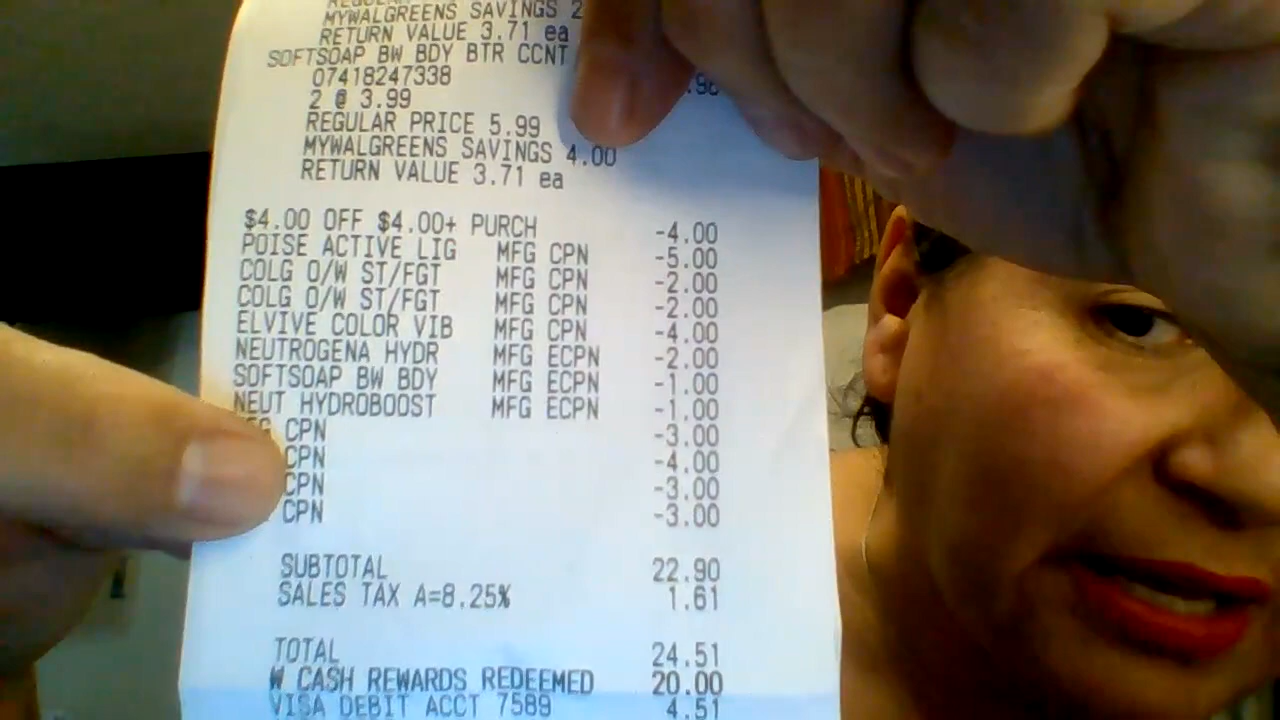 MYWALGREENS SAVINGS 2
RETURN VALUE 3.71 ea
SOFTSOAP BW BDY BTR CCNT
07418247338
2 @ 3.99
REGULAR PRICE 5.99
MYWALGREENS SAVINGS 4.00
RETURN VALUE 3.71 ea
$4.00 OFF $4.00+ PURCH -4.00
POISE ACTIVE LIG MFG CPN -5.00
COLG O/W ST/FGT MFG CPN -2.00
COLG O/W ST/FGT MFG CPN -2.00
ELVIVE COLOR VIB MFG CPN -4.00
NEUTROGENA HYDR MFG ECPN -2.00
SOFTSOAP BW BDY MFG ECPN -1.00
NEUT HYDROBOOST MFG ECPN -1.00
CPN -3.00
CPN -4.00
CPN -3.00
CPN -3.00
SUBTOTAL 22.90
SALES TAX A=8.25% 1.61
TOTAL 24.51
W CASH REWARDS REDEEMED 20.00
VISA DEBIT ACCT 7589 4.51